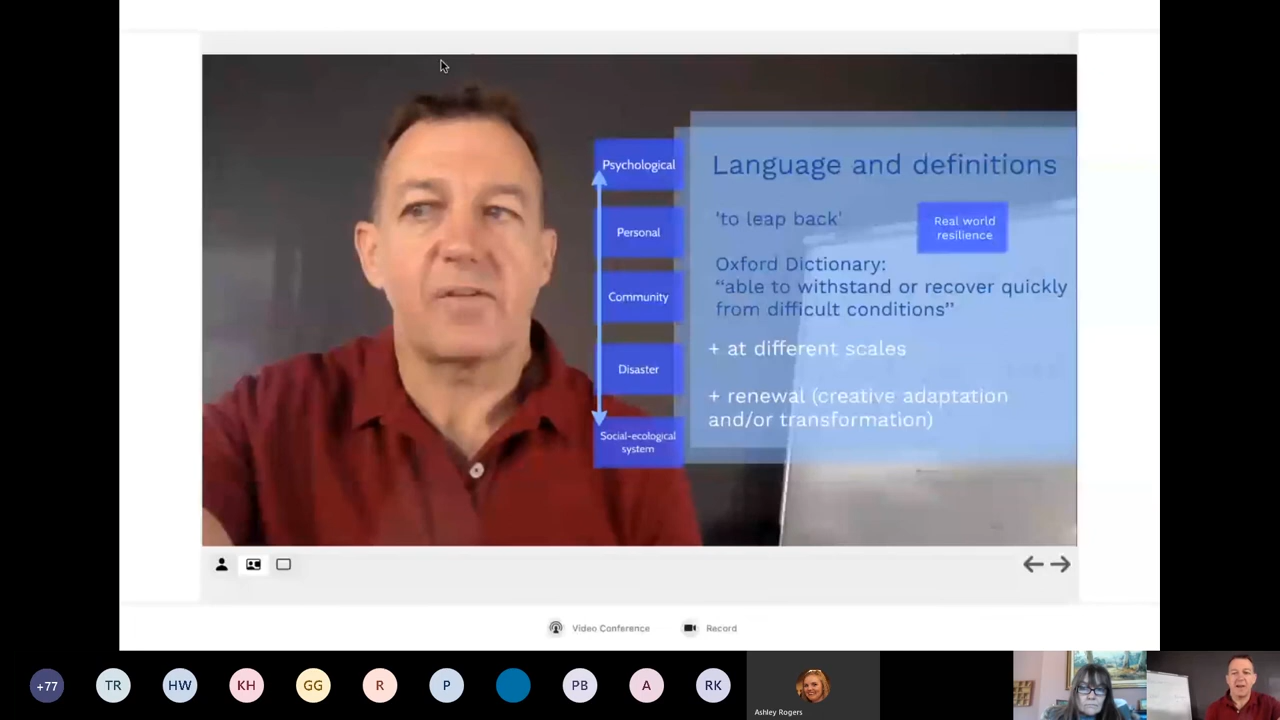 Psychological
Personal
Community
Disaster
Social-ecological
system
Language and definitions
'to leap back'
Real world
resilience
Oxford Dictionary:
“able to withstand or recover quickly
from difficult conditions”
+ at different scales
+ renewal (creative adaptation
and/or transformation)
Video Conference
Record
+77
TR
HW
KH
GG
R
P
PB
A
RK
Ashley Rogers